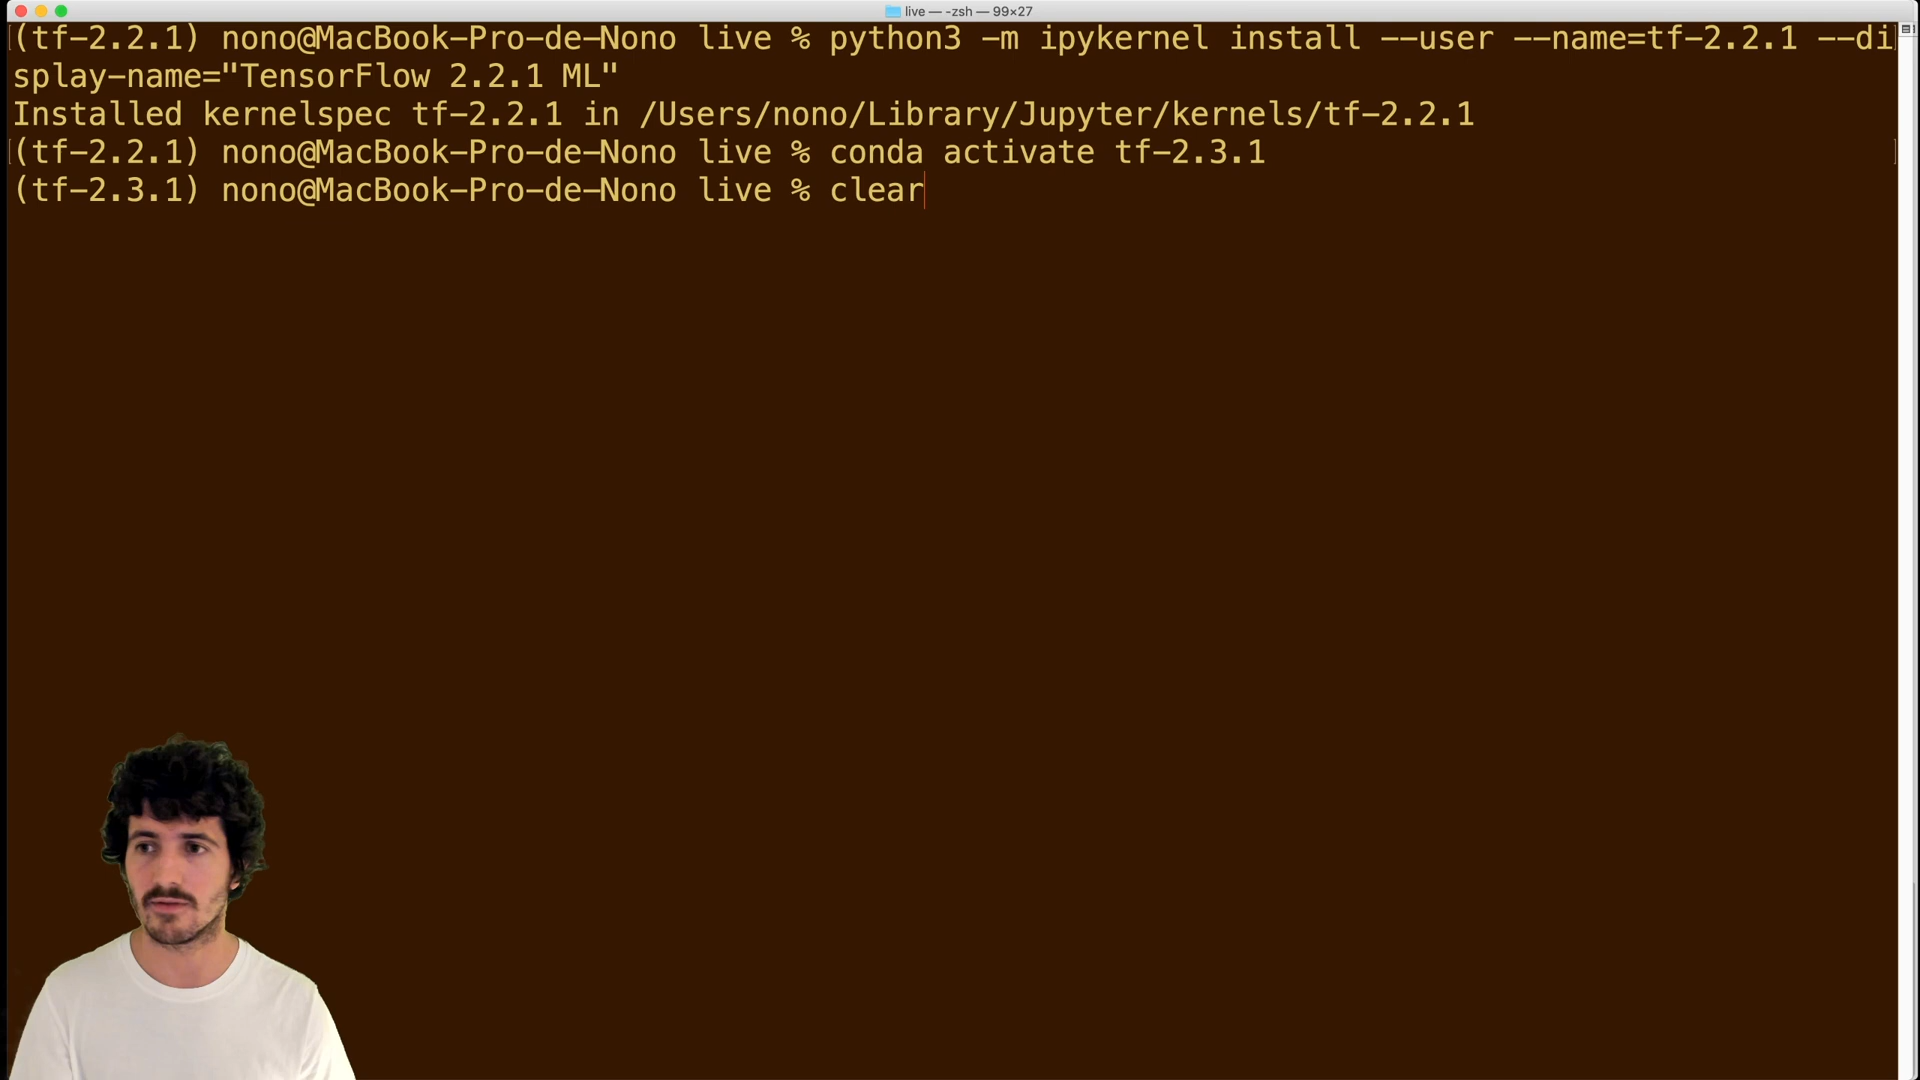 live — -zsh — 99×27
(tf-2.2.1) nono@MacBook-Pro-de-Nono live % python3 -m ipykernel install --user --name=tf-2.2.1 --di
splay-name="TensorFlow 2.2.1 ML"
Installed kernelspec tf-2.2.1 in /Users/nono/Library/Jupyter/kernels/tf-2.2.1
(tf-2.2.1) nono@MacBook-Pro-de-Nono live % conda activate tf-2.3.1
(tf-2.3.1) nono@MacBook-Pro-de-Nono live % clear